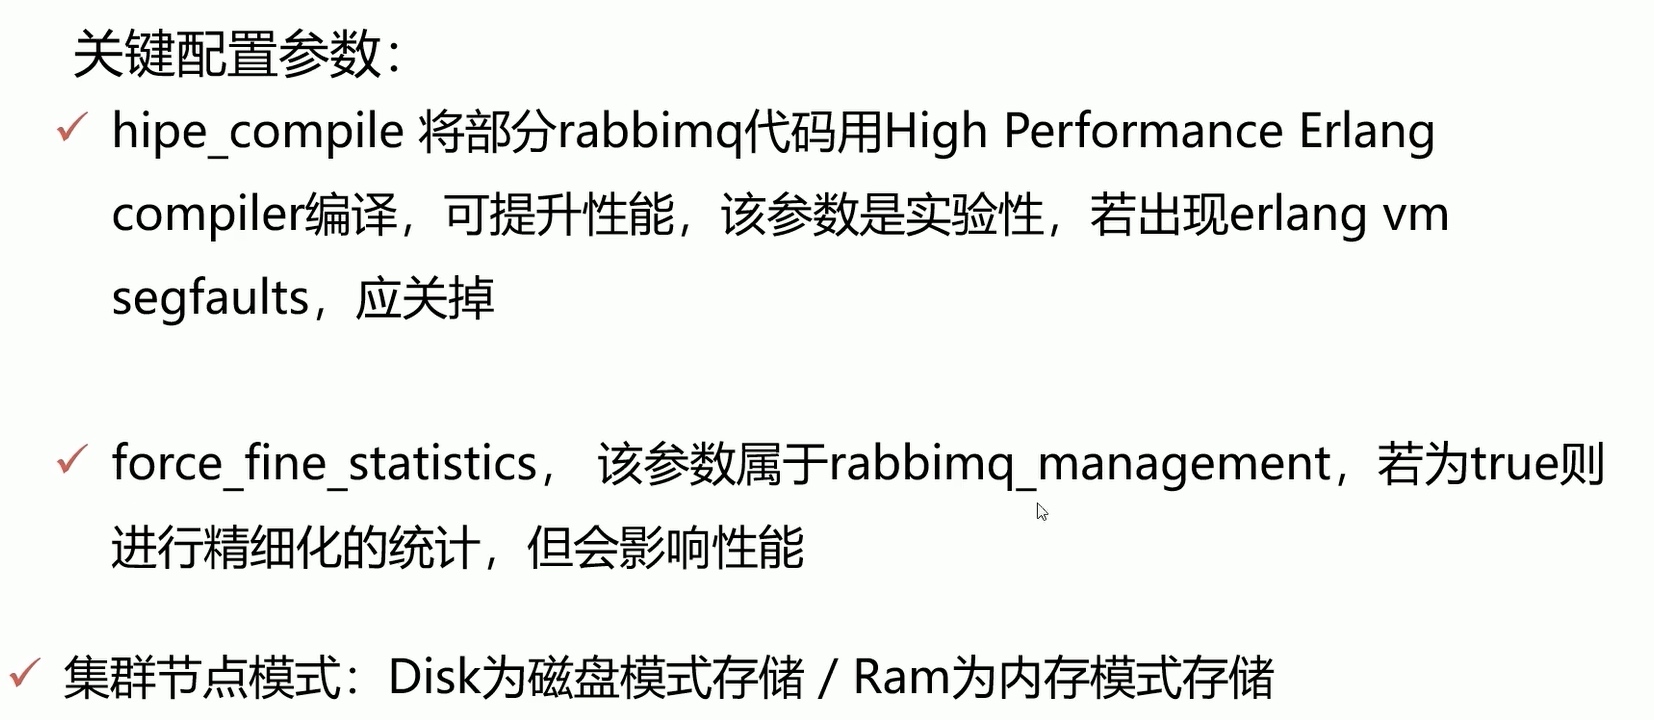 关键配置参数：
✓ hipe_compile 将部分rabbimq代码用High Performance Erlang
compiler编译，可提升性能，该参数是实验性，若出现erlang vm
segfaults，应关掉
✓ force_fine_statistics， 该参数属于rabbimq_management，若为true则
进行精细化的统计，但会影响性能
✓ 集群节点模式：Disk为磁盘模式存储 / Ram为内存模式存储